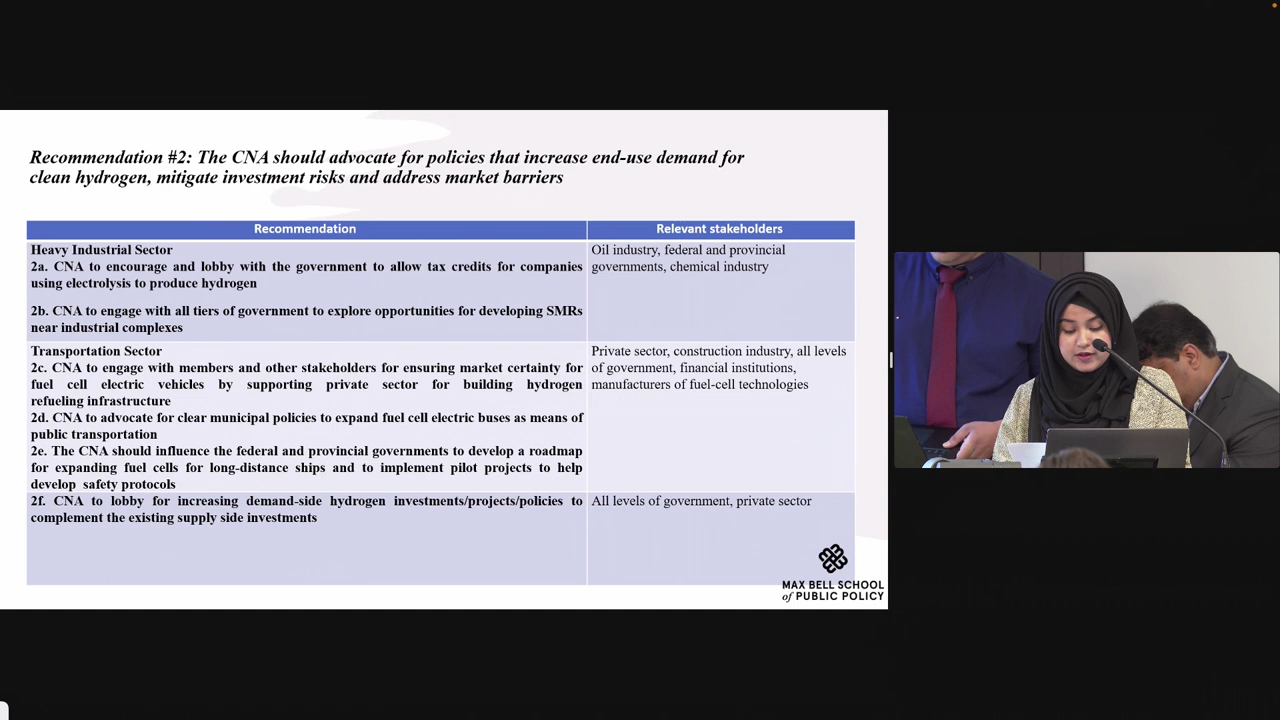 Recommendation #2: The CNA should advocate for policies that increase end-use demand for
clean hydrogen, mitigate investment risks and address market barriers
Recommendation
Relevant stakeholders
Heavy Industrial Sector
2a. CNA to encourage and lobby with the government to allow tax credits for companies
using electrolysis to produce hydrogen
2b. CNA to engage with all tiers of government to explore opportunities for developing SMRs
near industrial complexes
Oil industry, federal and provincial
governments, chemical industry
Transportation Sector
2c. CNA to engage with members and other stakeholders for ensuring market certainty for
fuel cell electric vehicles by supporting private sector for building hydrogen
refueling infrastructure
2d. CNA to advocate for clear municipal policies to expand fuel cell electric buses as means of
public transportation
2e. The CNA should influence the federal and provincial governments to develop a roadmap
for expanding fuel cells for long-distance ships and to implement pilot projects to help
develop safety protocols
Private sector, construction industry, all levels
of government, financial institutions,
manufacturers of fuel-cell technologies
2f. CNA to lobby for increasing demand-side hydrogen investments/projects/policies to
complement the existing supply side investments
All levels of government, private sector
MAX BELL SCHOOL
of PUBLIC POLICY